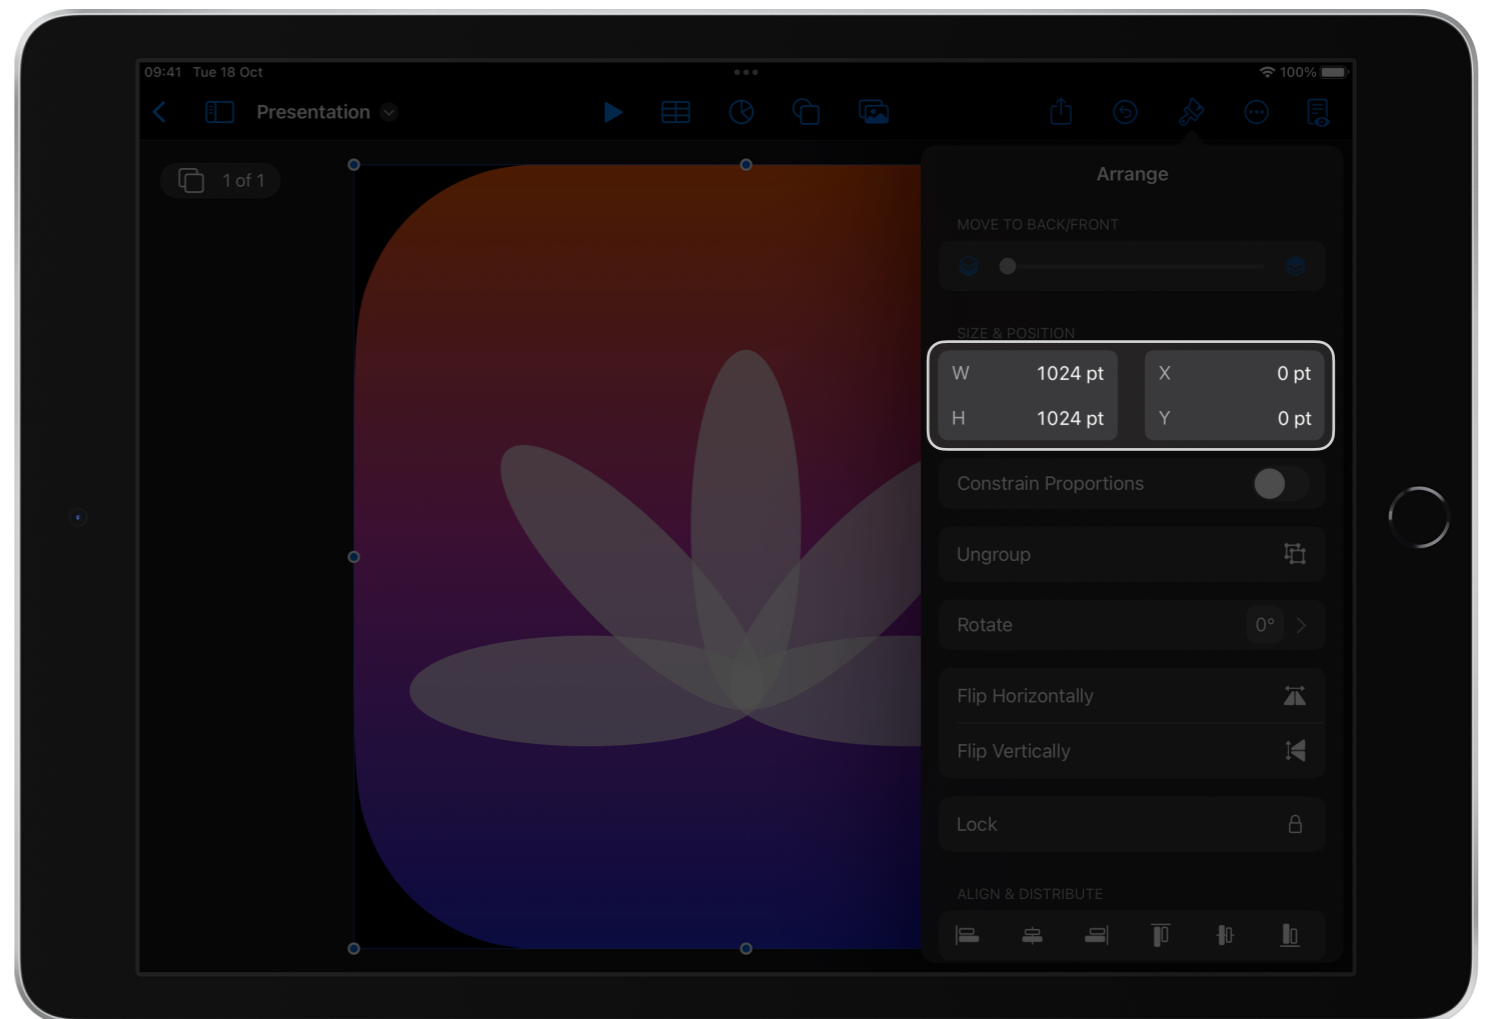 09:41 Tue 18 Oct
100%
Presentation
1 of 1
Arrange
MOVE TO BACK/FRONT
SIZE & POSITION
W 1024 pt X 0 pt
H 1024 pt Y 0 pt
Constrain Proportions
Ungroup
Rotate 0°
Flip Horizontally
Flip Vertically
Lock
ALIGN & DISTRIBUTE